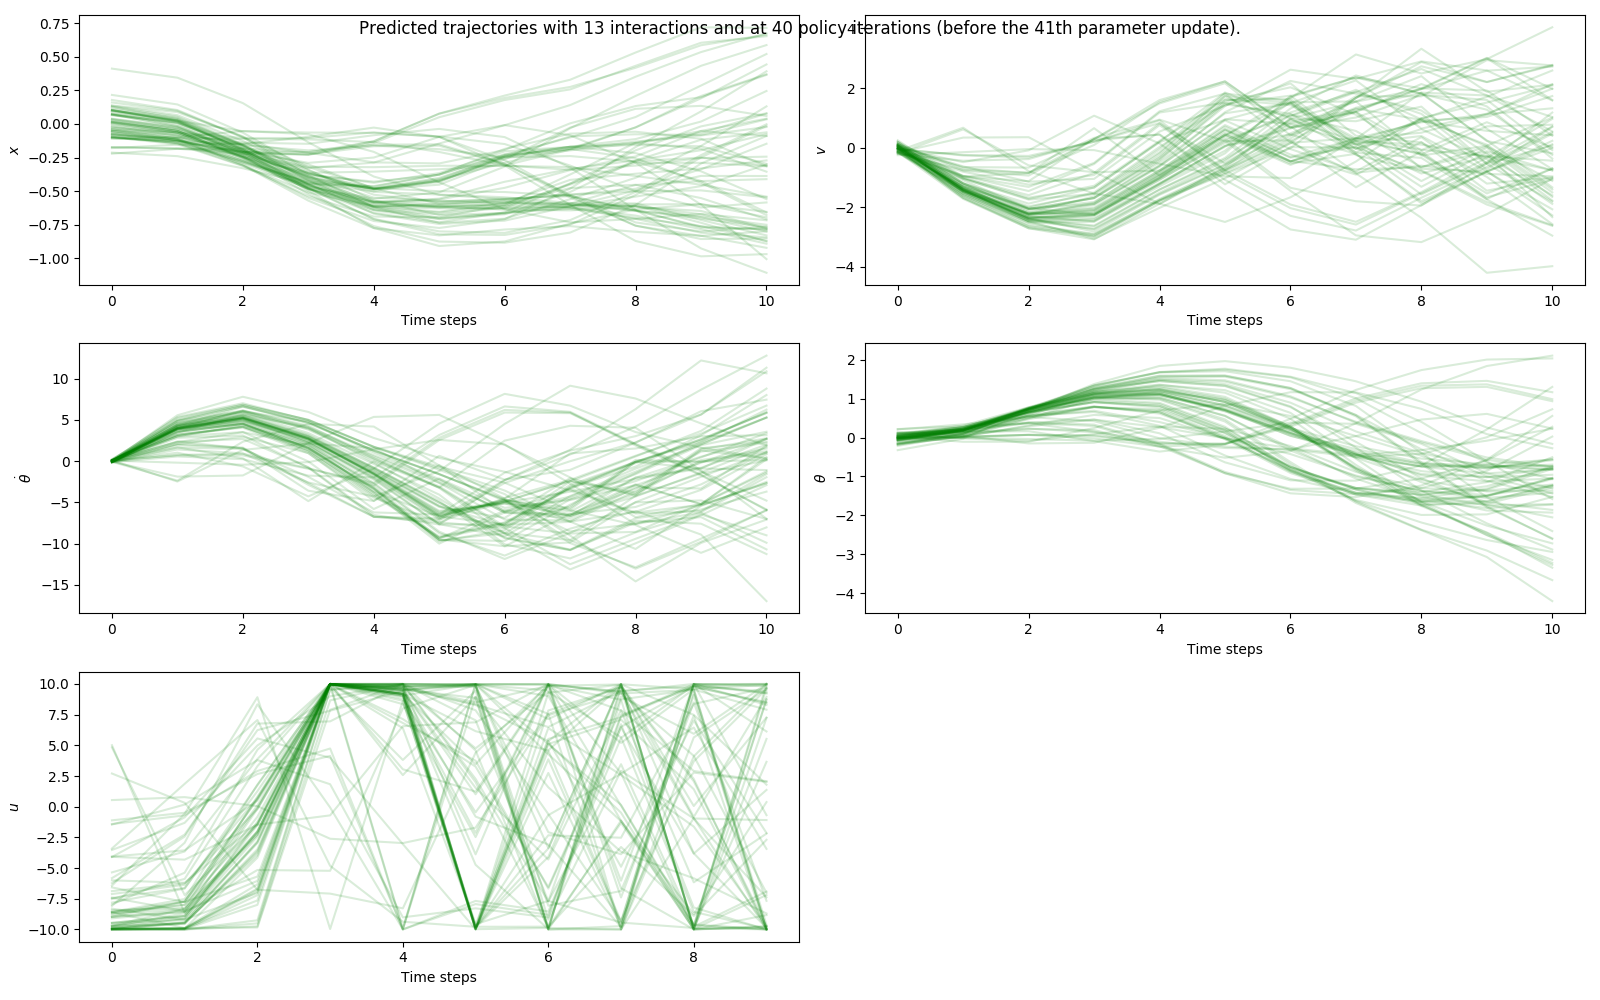 Predicted trajectories with 13 interactions and at 40 policy iterations (before the 41th parameter update).
0.75
0.50
0.25
0.00
−0.25
−0.50
−0.75
−1.00
x
0 2 4 6 8 10
Time steps
4
2
0
−2
−4
v
0 2 4 6 8 10
Time steps
10
5
0
−5
−10
−15
θ̇
0 2 4 6 8 10
Time steps
2
1
0
−1
−2
−3
−4
θ
0 2 4 6 8 10
Time steps
10.0
7.5
5.0
2.5
0.0
−2.5
−5.0
−7.5
−10.0
u
0 2 4 6 8
Time steps